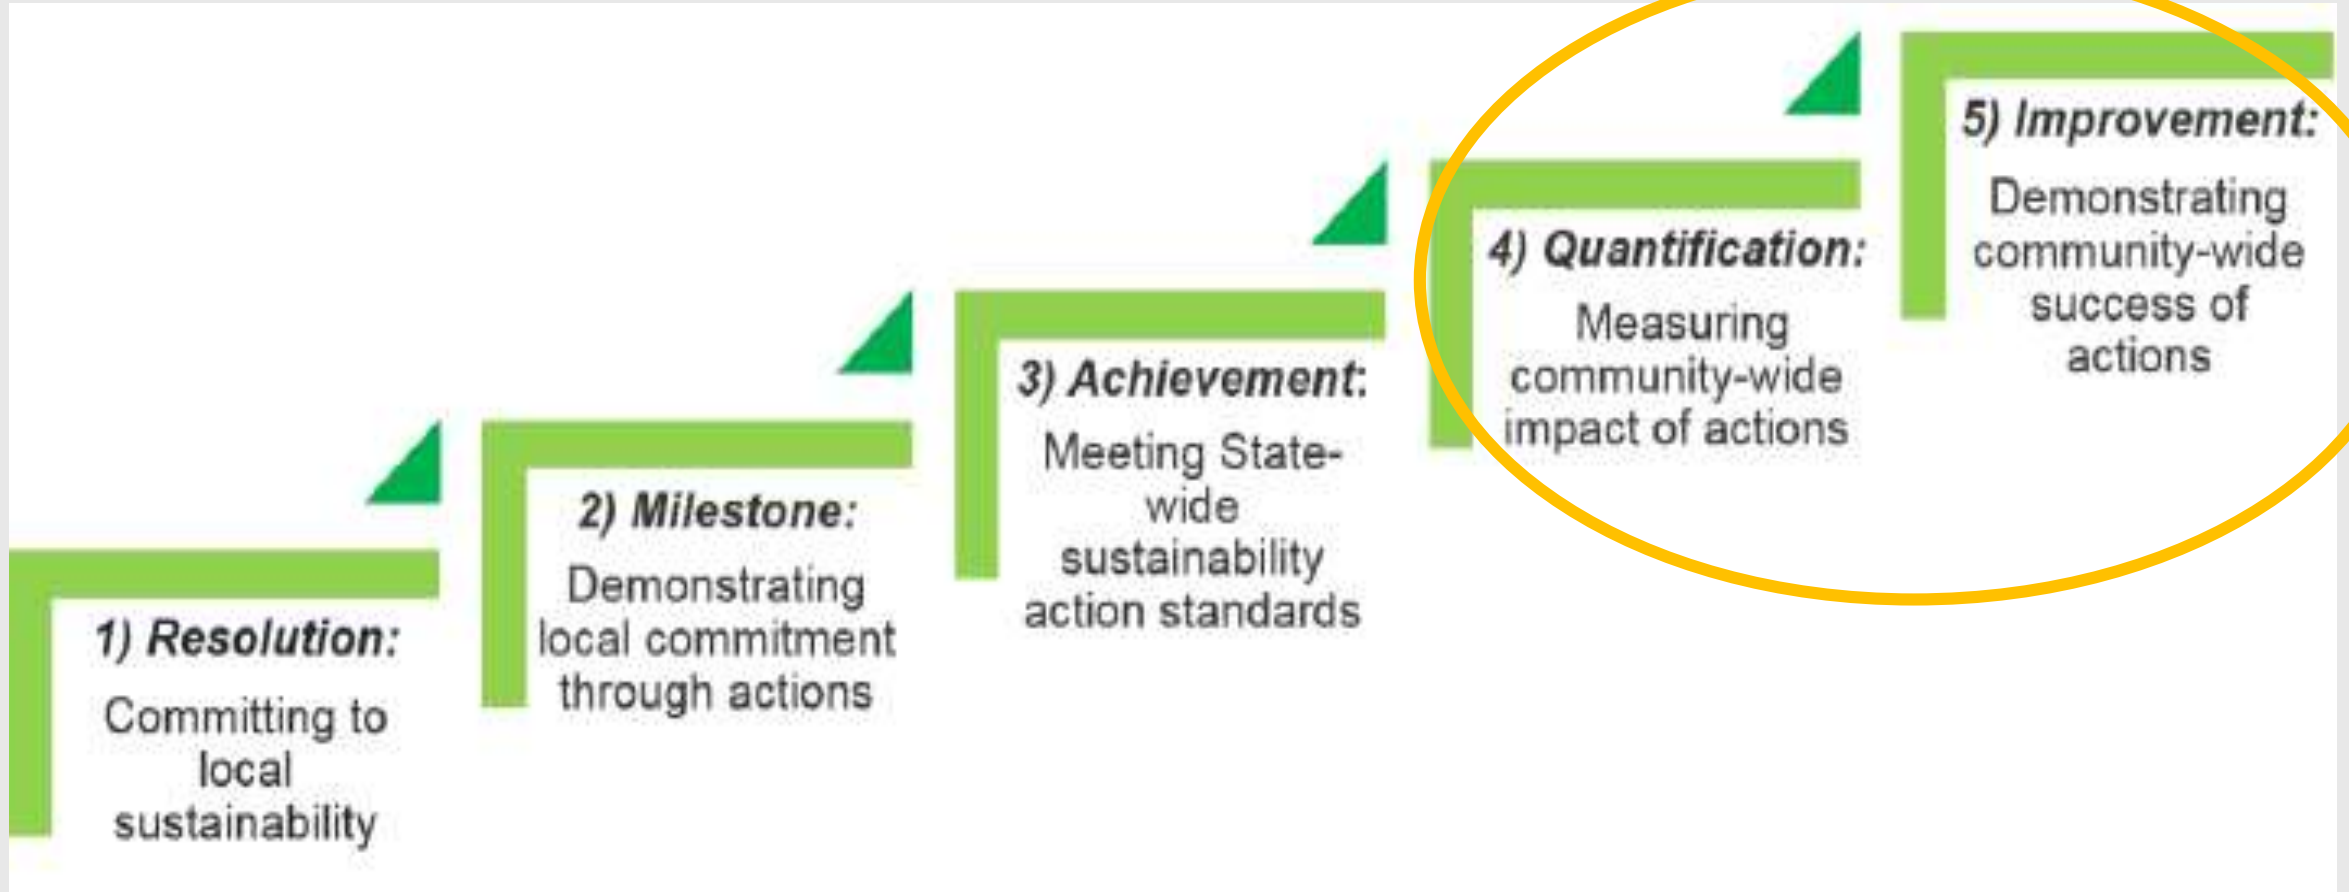 1) Resolution:
Committing to
local
sustainability
2) Milestone:
Demonstrating
local commitment
through actions
3) Achievement:
Meeting State-
wide
sustainability
action standards
4) Quantification:
Measuring
community-wide
impact of actions
5) Improvement:
Demonstrating
community-wide
success of
actions